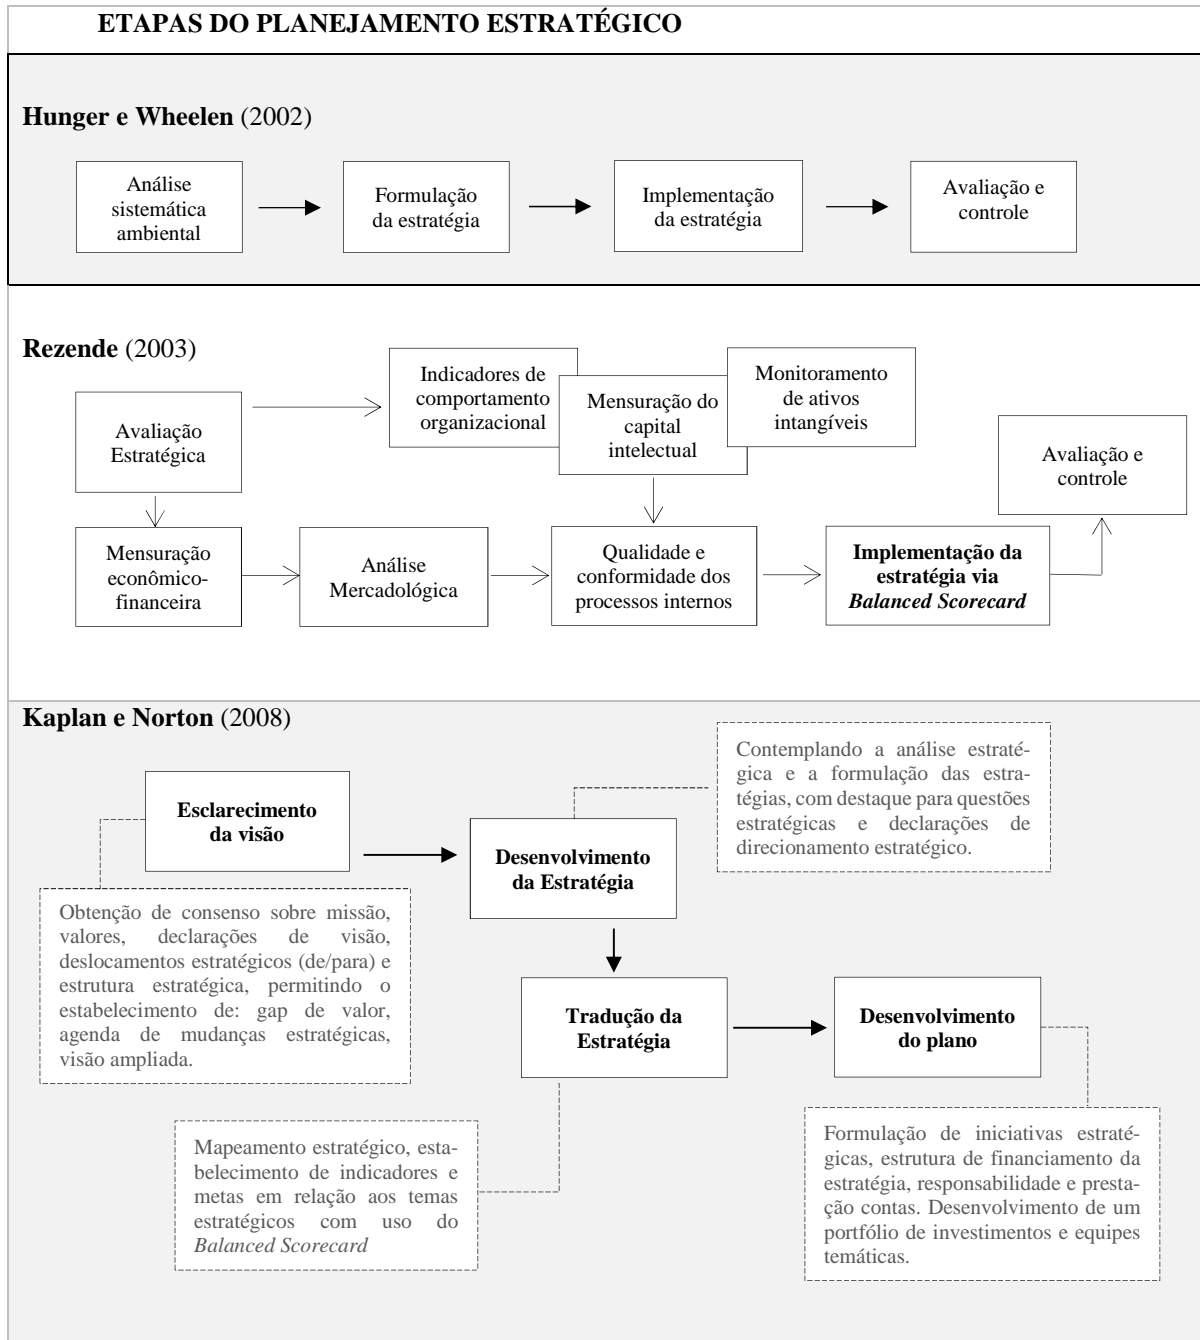 ETAPAS DO PLANEJAMENTO ESTRATÉGICO
Hunger e Wheelen (2002)
Análise
sistemática
ambiental
Formulação
da estratégia
Implementação
da estratégia
Avaliação e
controle
Rezende (2003)
Avaliação
Estratégica
Indicadores de
comportamento
organizacional
Mensuração do
capital
intelectual
Monitoramento
de ativos
intangíveis
Avaliação e
controle
Mensuração
econômico-
financeira
Análise
Mercadológica
Qualidade e
conformidade dos
processos internos
Implementação da
estratégia via
Balanced Scorecard
Kaplan e Norton (2008)
Esclarecimento
da visão
Obtenção de consenso sobre missão,
valores, declarações de visão,
deslocamentos estratégicos (de/para) e
estrutura estratégica, permitindo o
estabelecimento de: gap de valor,
agenda de mudanças estratégicas,
visão ampliada.
Desenvolvimento
da Estratégia
Contemplando a análise estraté-
gica e a formulação das estra-
tégias, com destaque para questões
estratégicas e declarações de
direcionamento estratégico.
Tradução da
Estratégia
Mapeamento estratégico, esta-
belecimento de indicadores e
metas em relação aos temas
estratégicos com uso do
Balanced Scorecard
Desenvolvimento
do plano
Formulação de iniciativas estraté-
gicas, estrutura de financiamento da
estratégia, responsabilidade e presta-
ção contas. Desenvolvimento de um
portfólio de investimentos e equipes
temáticas.